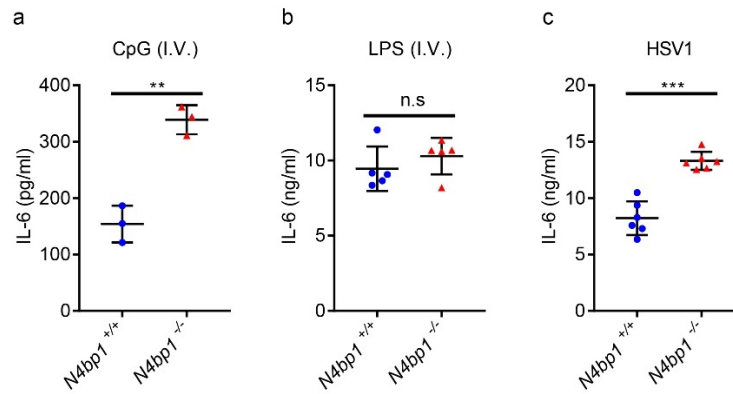 a
CpG (I.V.)
**
IL-6 (pg/ml)
400
300
200
100
0
N4bp1 +/+
N4bp1 -/-
b
LPS (I.V.)
n.s
IL-6 (ng/ml)
15
10
5
0
N4bp1 +/+
N4bp1 -/-
c
HSV1
***
IL-6 (ng/ml)
20
15
10
5
0
N4bp1 +/+
N4bp1 -/-